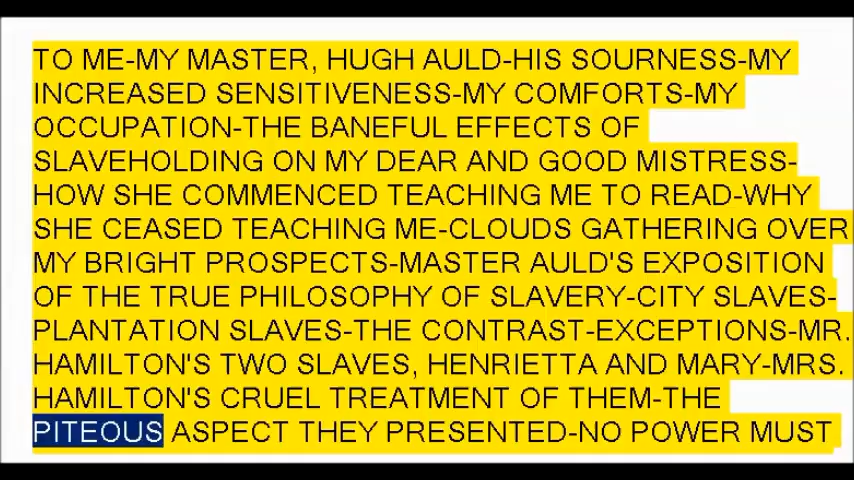 TO ME-MY MASTER, HUGH AULD-HIS SOURNESS-MY
INCREASED SENSITIVENESS-MY COMFORTS-MY
OCCUPATION-THE BANEFUL EFFECTS OF
SLAVEHOLDING ON MY DEAR AND GOOD MISTRESS-
HOW SHE COMMENCED TEACHING ME TO READ-WHY
SHE CEASED TEACHING ME-CLOUDS GATHERING OVER
MY BRIGHT PROSPECTS-MASTER AULD'S EXPOSITION
OF THE TRUE PHILOSOPHY OF SLAVERY-CITY SLAVES-
PLANTATION SLAVES-THE CONTRAST-EXCEPTIONS-MR.
HAMILTON'S TWO SLAVES, HENRIETTA AND MARY-MRS.
HAMILTON'S CRUEL TREATMENT OF THEM-THE
PITEOUS ASPECT THEY PRESENTED-NO POWER MUST